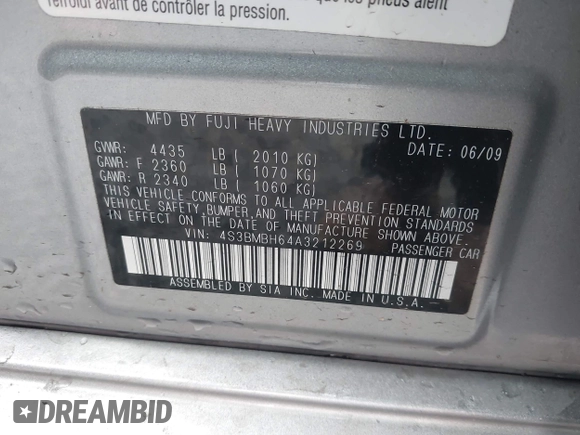 refroidi avant de contrôler la pression.
MFD BY FUJI HEAVY INDUSTRIES LTD.
DATE: 06/09
GVWR: 4435 LB ( 2010 KG)
GAWR: F 2360 LB ( 1070 KG)
GAWR: R 2340 LB ( 1060 KG)
THIS VEHICLE CONFORMS TO ALL APPLICABLE FEDERAL MOTOR
VEHICLE SAFETY,BUMPER,AND THEFT PREVENTION STANDARDS
IN EFFECT ON THE DATE OF MANUFACTURE SHOWN ABOVE.
VIN: 4S3BMBH64A3212269 PASSENGER CAR
ASSEMBLED BY SIA INC. MADE IN U.S.A.
DREAMBID